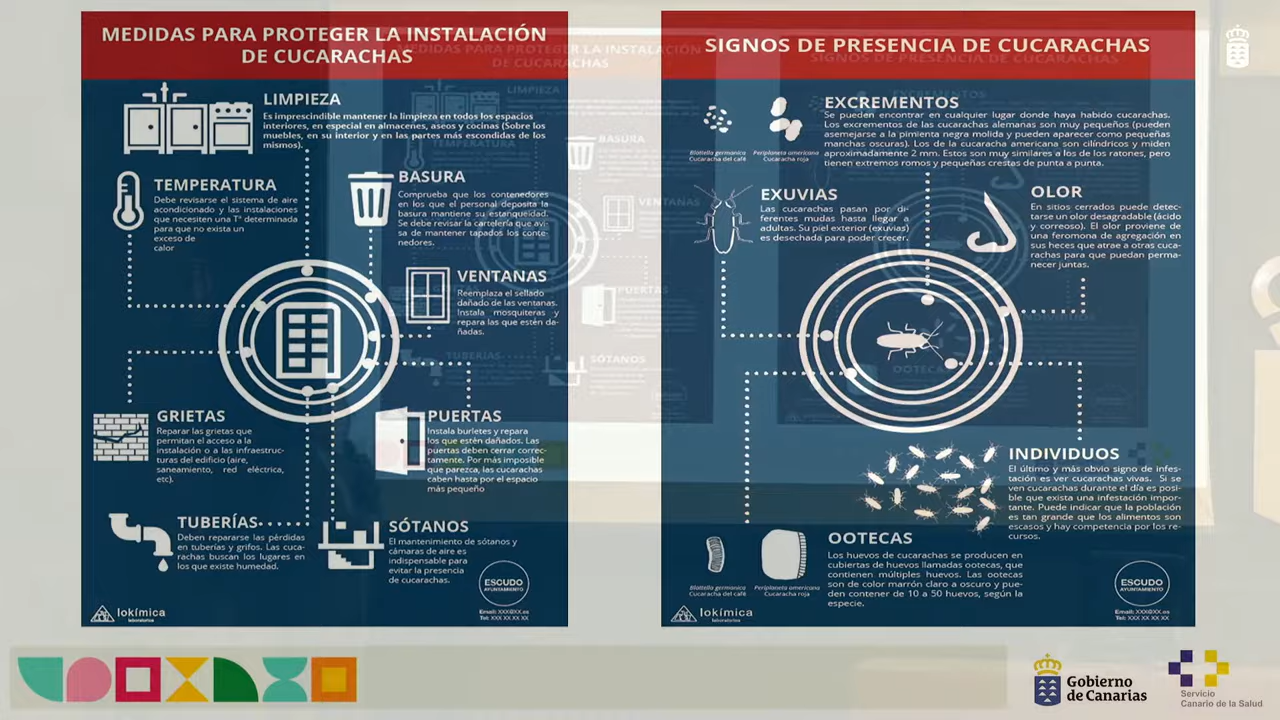 MEDIDAS PARA PROTEGER LA INSTALACIÓN
DE CUCARACHAS
LIMPIEZA
Es imprescindible mantener la limpieza en todos los espacios
interiores, en especial en almacenes, aseos y cocinas (Sobre los
muebles, en su interior y en las partes más escondidas de los
mismos).
TEMPERATURA
Debe revisarse el sistema de aire
acondicionado y las instalaciones
que necesiten una Tª determinada
para que no exista un
exceso de
calor
BASURA
Comprueba que los contenedores
en los que el personal deposita la
basura mantiene su estanqueidad.
Se debe revisar la cartelería que avi-
sa de mantener tapados los conte-
nedores.
VENTANAS
Reemplaza el sellado
dañado de las ventanas.
Instala mosquiteras y
repara las que estén da-
ñadas.
GRIETAS
Reparar las grietas que
permitan el acceso a la
instalación o a las infraestruc-
turas del edificio (aire,
saneamiento, red eléctrica,
etc).
PUERTAS
Instala burletes y repara
los que estén dañados. Las
puertas deben cerrar correc-
tamente. Por más imposible
que parezca, las cucarachas
caben hasta por el espacio
más pequeño
TUBERÍAS
Deben repararse las pérdidas
en tuberías y grifos. Las cuca-
rachas buscan los lugares en
los que existe humedad.
SÓTANOS
El mantenimiento de sótanos y
cámaras de aire es
indispensable para
evitar la presencia
de cucarachas.
lokímica
laboratorios
ESCUDO
AYUNTAMIENTO
Email: XXX@XX.es
Tel: XXX XX XX XX
SIGNOS DE PRESENCIA DE CUCARACHAS
EXCREMENTOS
Se pueden encontrar en cualquier lugar donde haya habido cucarachas.
Los excrementos de las cucarachas alemanas son muy pequeños (pueden
asemejarse a la pimienta negra molida y pueden aparecer como pequeñas
manchas oscuras). Los de la cucaracha americana son cilíndricos y miden
aproximadamente 2 mm. Estos son muy similares a los de los ratones, pero
tienen extremos romos y pequeñas crestas de punta a punta.
Blattella germanica
Cucaracha del café
Periplaneta americana
Cucaracha roja
EXUVIAS
Las cucarachas pasan por di-
ferentes mudas hasta llegar a
adultas. Su piel exterior (exuvias)
es desechada para poder crecer.
OLOR
En sitios cerrados puede detec-
tarse un olor desagradable (ácido
y correoso). El olor proviene de
una feromona de agregación en
sus heces que atrae a otras cuca-
rachas para que puedan perma-
necer juntas.
INDIVIDUOS
El último y más obvio signo de infes-
tación es ver cucarachas vivas. Si se
ven cucarachas durante el día es posi-
ble que exista una infestación impor-
tante. Puede indicar que la población
es tan grande que los alimentos son
escasos y hay competencia por los re-
cursos.
OOTECAS
Los huevos de cucarachas se producen en
cubiertas de huevos llamadas ootecas, que
contienen múltiples huevos. Las ootecas
son de color marrón claro a oscuro y pue-
den contener de 10 a 50 huevos, según la
especie.
Blattella germanica
Cucaracha del café
Periplaneta americana
Cucaracha roja
lokímica
laboratorios
ESCUDO
AYUNTAMIENTO
Email: XXX@XX.es
Tel: XXX XX XX XX
Gobierno
de Canarias
Servicio
Canario de la Salud